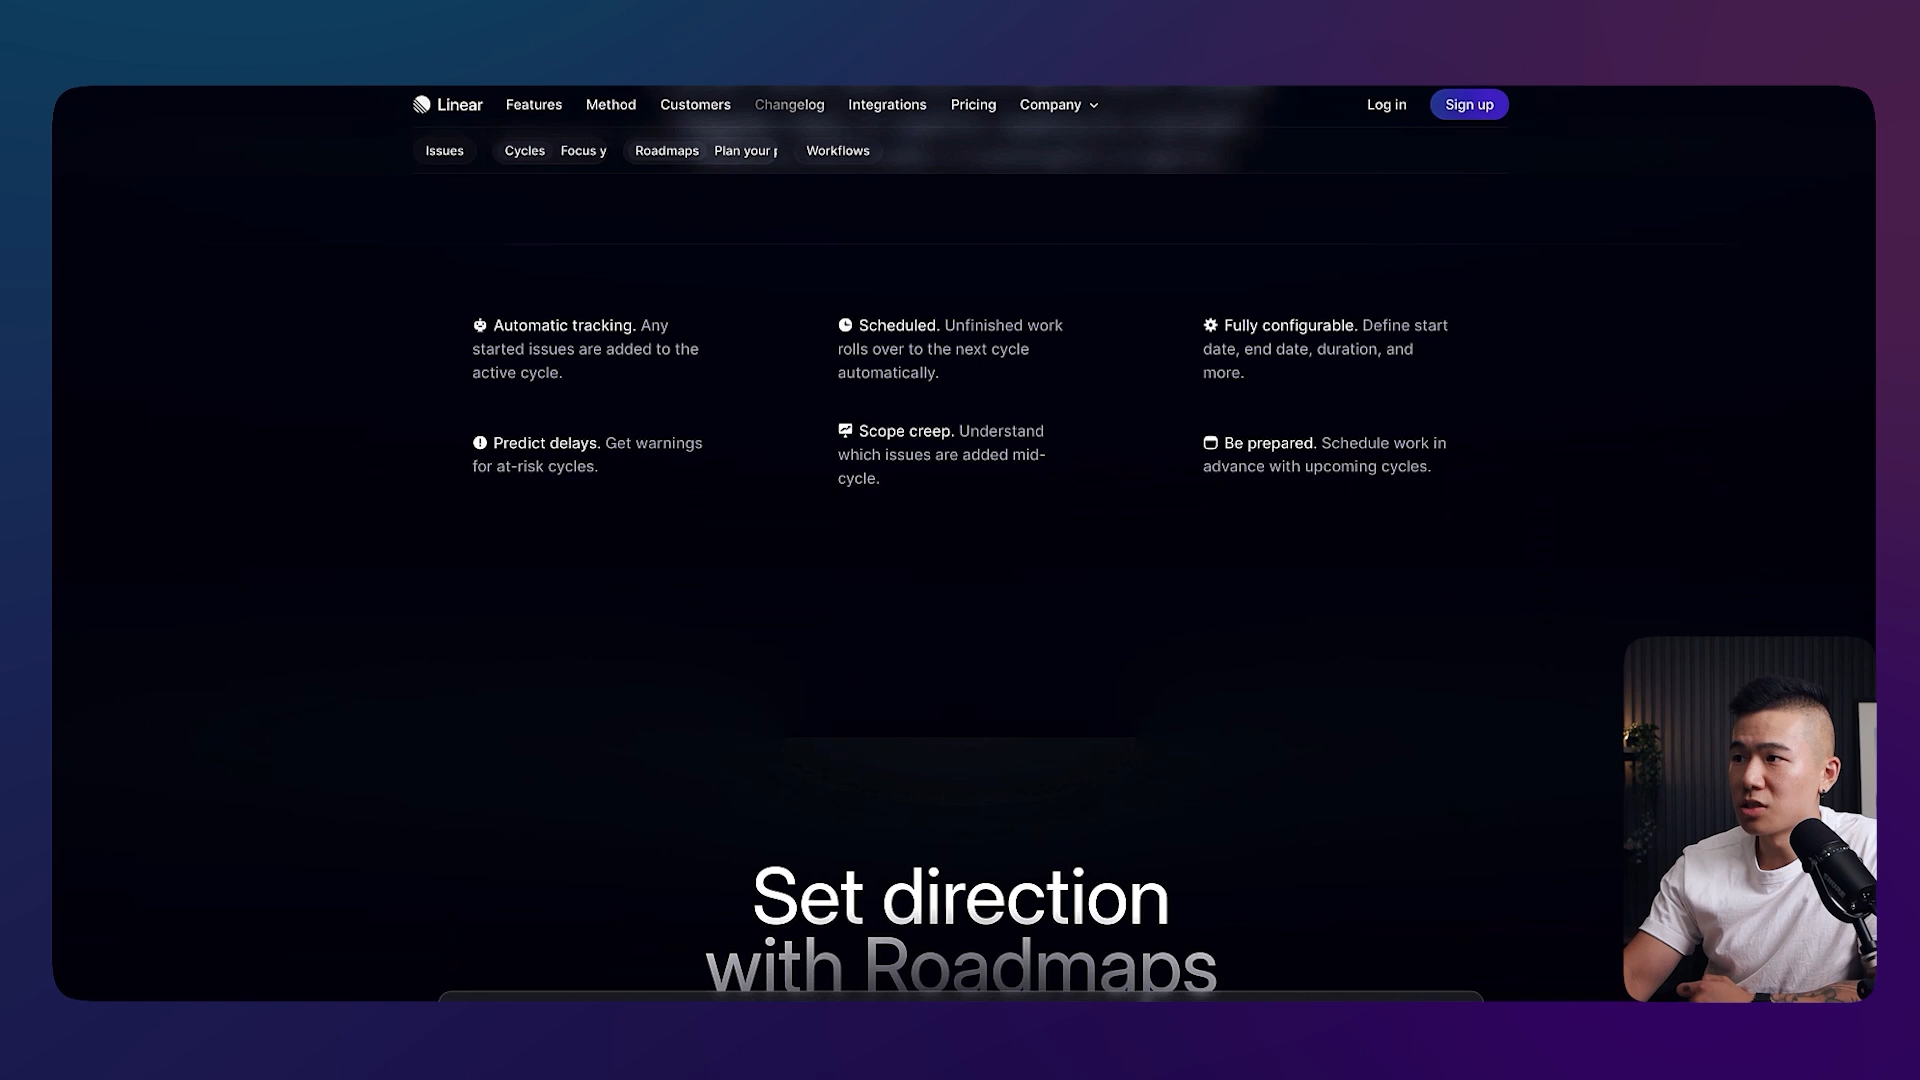 Linear Features Method Customers Changelog Integrations Pricing Company Log in Sign up
Issues Cycles Focus y Roadmaps Plan your p Workflows
Automatic tracking. Any
started issues are added to the
active cycle.
Scheduled. Unfinished work
rolls over to the next cycle
automatically.
Fully configurable. Define start
date, end date, duration, and
more.
Predict delays. Get warnings
for at-risk cycles.
Scope creep. Understand
which issues are added mid-
cycle.
Be prepared. Schedule work in
advance with upcoming cycles.
Set direction
with Roadmaps
SHURE